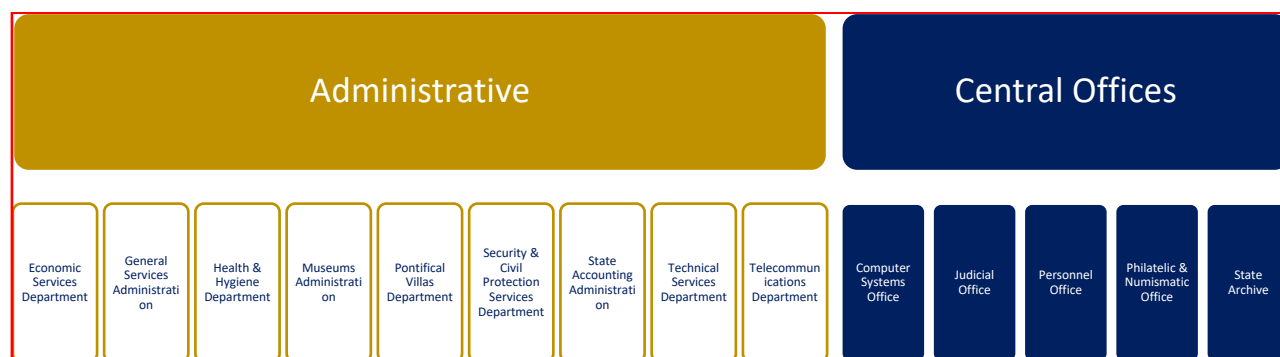 Administrative
Central Offices
Economic
Services
Department
General
Services
Administrati
on
Health &
Hygiene
Department
Museums
Administrati
on
Pontifical
Villas
Department
Security &
Civil
Protection
Services
Department
State
Accounting
Administrati
on
Technical
Services
Department
Telecommun
ications
Department
Computer
Systems
Office
Judicial
Office
Personnel
Office
Philatelic &
Numismatic
Office
State
Archive